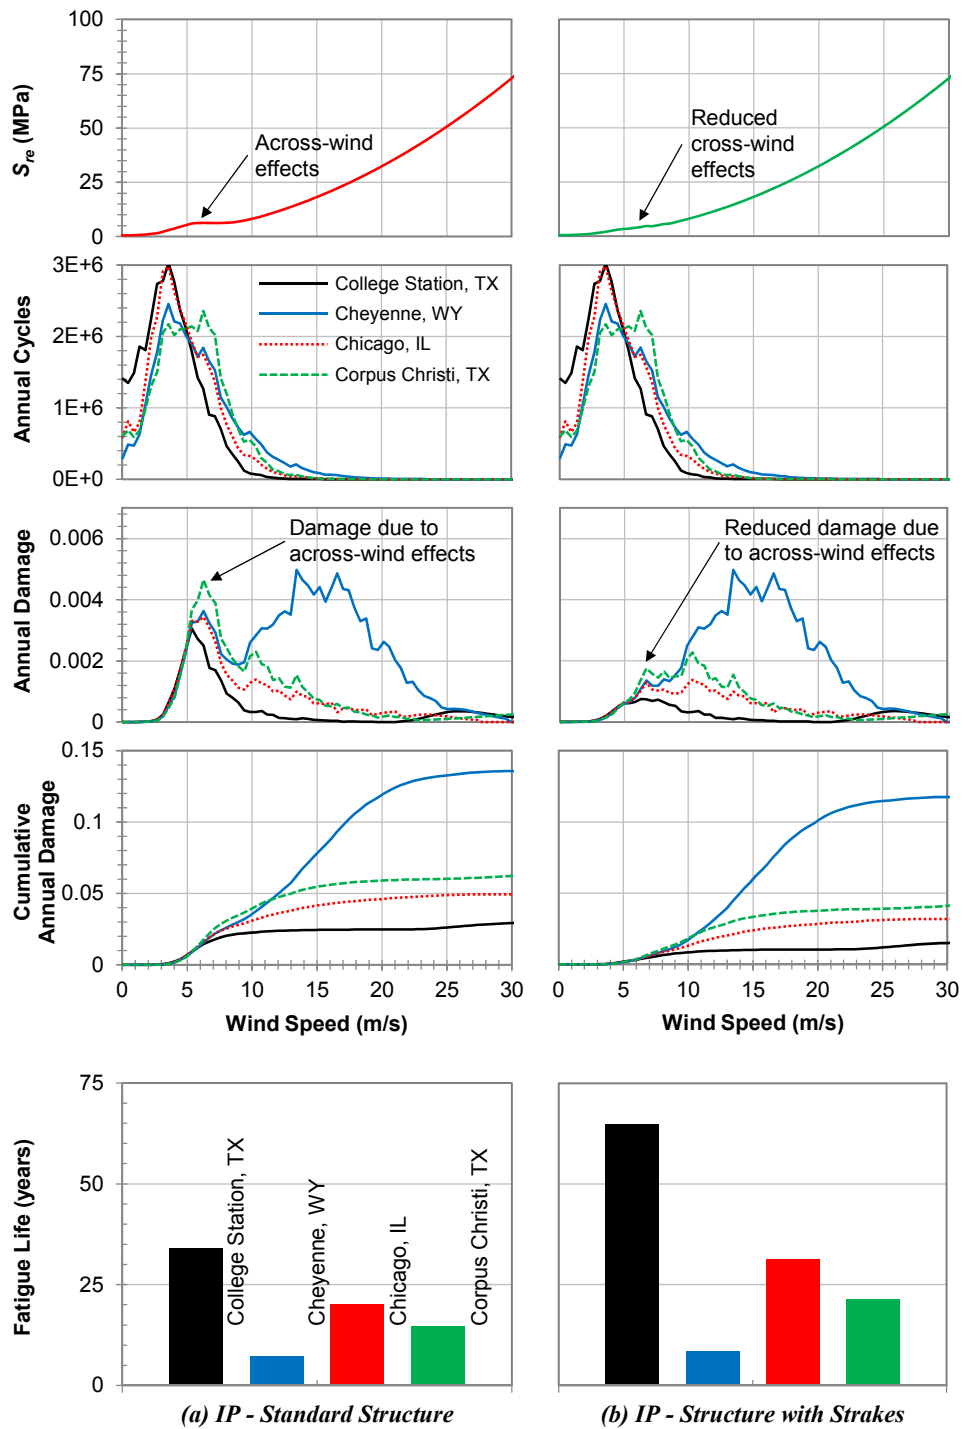 100
75
50
25
0
S_re (MPa)
Across-wind
effects
Reduced
cross-wind
effects
3E+6
2E+6
1E+6
0E+0
Annual Cycles
College Station, TX
Cheyenne, WY
Chicago, IL
Corpus Christi, TX
0.006
0.004
0.002
0
Annual Damage
Damage due to
across-wind effects
Reduced damage due
to across-wind effects
0.15
0.1
0.05
0
Cumulative
Annual Damage
0 5 10 15 20 25 30
Wind Speed (m/s)
0 5 10 15 20 25 30
Wind Speed (m/s)
75
50
25
0
Fatigue Life (years)
College Station, TX
Cheyenne, WY
Chicago, IL
Corpus Christi, TX
(a) IP - Standard Structure
(b) IP - Structure with Strakes